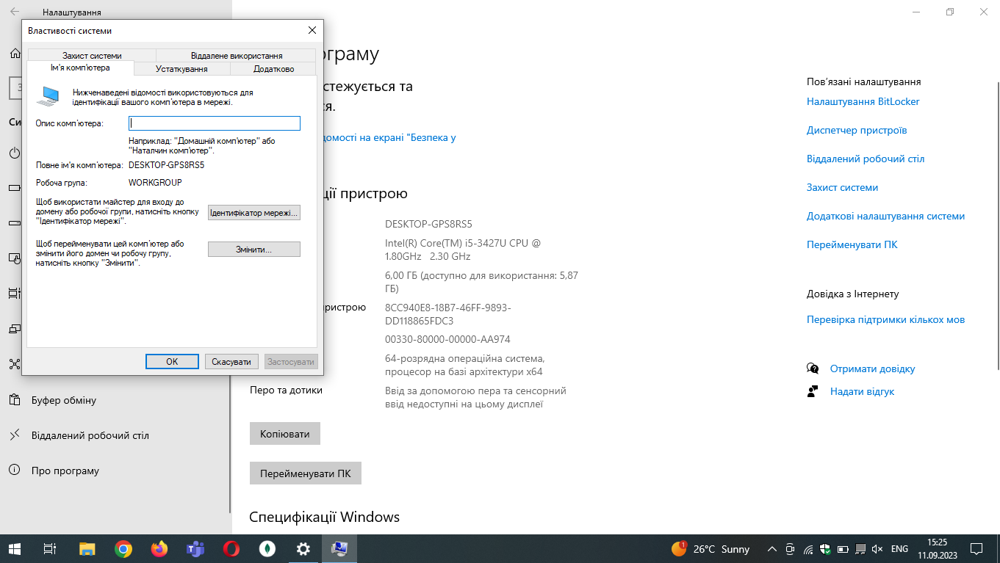 Налаштування
Властивості системи
Захист системи
Віддалене використання
Ім'я комп'ютера
Устаткування
Додатково
Нижченаведені відомості використовуються для
ідентифікації вашого комп'ютера в мережі.
Опис комп'ютера:
Наприклад: "Домашній комп'ютер" або
"Наталчин комп'ютер".
Повне ім'я комп'ютера: DESKTOP-GPS8RS5
Робоча група: WORKGROUP
Щоб використати майстер для входу до
домену або робочої групи, натисніть кнопку
"Ідентифікатор мережі".
Ідентифікатор мережі...
Щоб перейменувати цей комп'ютер або
змінити його домен чи робочу групу,
натисніть кнопку "Змінити".
Змінити...
OK
Скасувати
Застосувати
Буфер обміну
Віддалений робочий стіл
Про програму
ограму
стежується та
ся.
домості на екрані "Безпека у
ції пристрою
DESKTOP-GPS8RS5
Intel(R) Core(TM) i5-3427U CPU @
1.80GHz 2.30 GHz
6,00 ГБ (доступно для використання: 5,87
ГБ)
ристрою
8CC940E8-18B7-46FF-9893-
DD118865FDC3
00330-80000-00000-AA974
64-розрядна операційна система,
процесор на базі архітектури x64
Перо та дотики
Ввід за допомогою пера та сенсорний
ввід недоступні на цьому дисплеї
Копіювати
Перейменувати ПК
Специфікації Windows
Пов’язані налаштування
Налаштування BitLocker
Диспетчер пристроїв
Віддалений робочий стіл
Захист системи
Додаткові налаштування системи
Перейменувати ПК
Довідка з Інтернету
Перевірка підтримки кількох мов
Отримати довідку
Надати відгук
1
26°C Sunny
ENG
15:25
11.09.2023